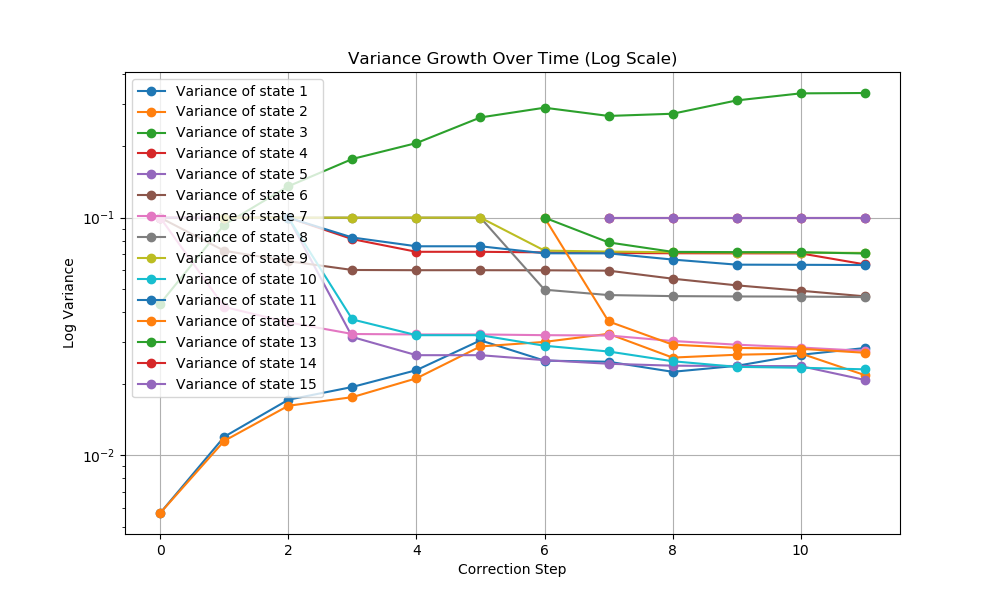 Variance Growth Over Time (Log Scale)
Variance of state 1
Variance of state 2
Variance of state 3
Variance of state 4
Variance of state 5
Variance of state 6
Variance of state 7
Variance of state 8
Variance of state 9
Variance of state 10
Variance of state 11
Variance of state 12
Variance of state 13
Variance of state 14
Variance of state 15
Log Variance
10⁻¹
10⁻²
0 2 4 6 8 10
Correction Step